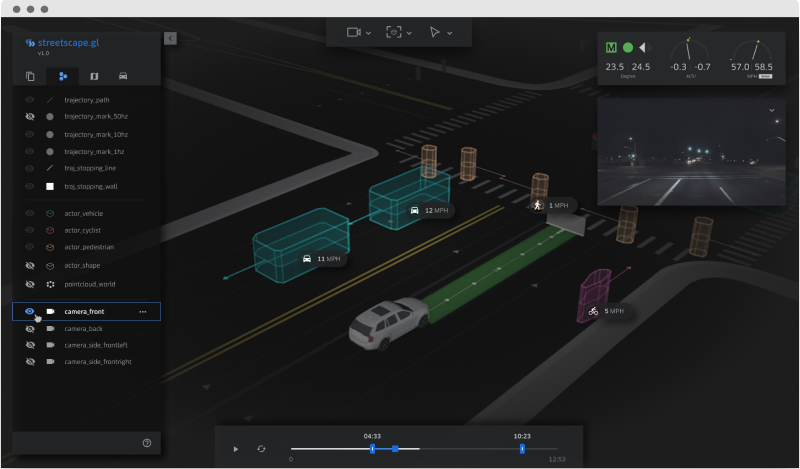 streetscape.gl
v1.0
trajectory_path
trajectory_mark_50hz
trajectory_mark_10hz
trajectory_mark_1hz
traj_stopping_line
traj_stopping_wall
actor_vehicle
actor_cyclist
actor_pedestrian
actor_shape
pointcloud_world
camera_front
camera_back
camera_side_frontleft
camera_side_frontright
12 MPH
1 MPH
11 MPH
5 MPH
M
23.5 24.5 -0.3 -0.7 57.0 58.5
Degree M/S² MPH
04:33 10:23
0 12:53